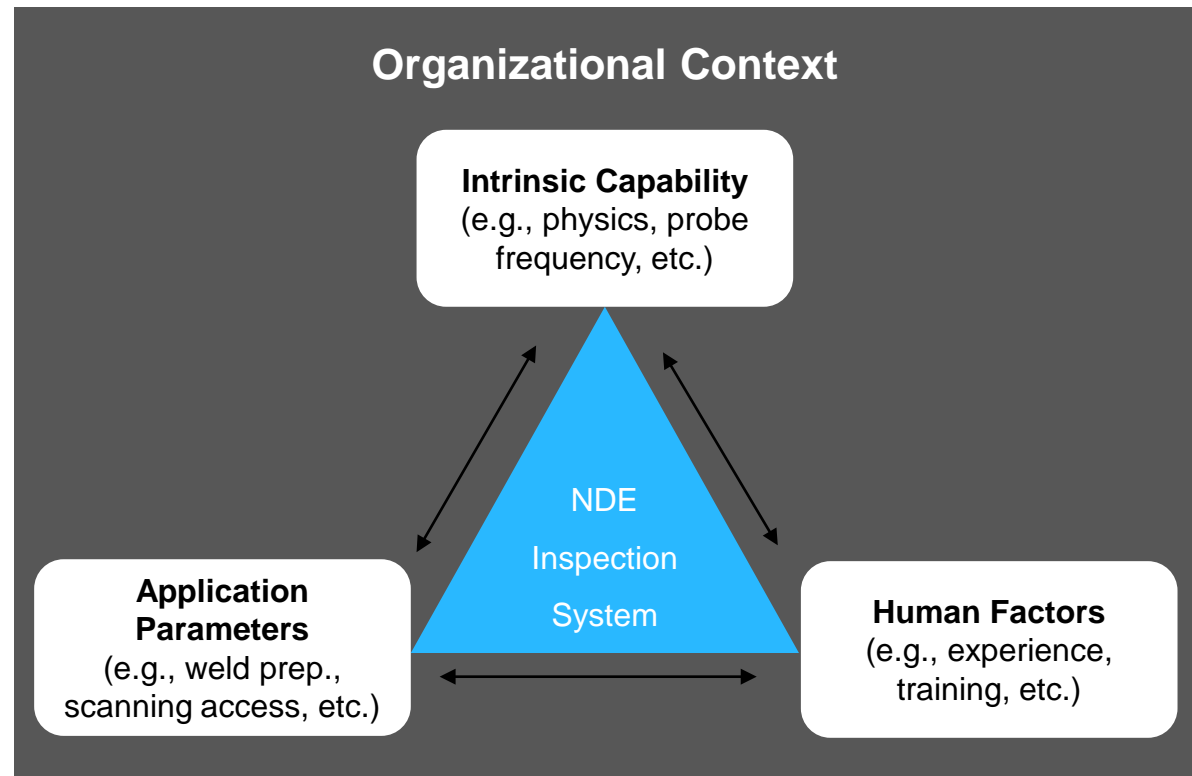 Organizational Context
Intrinsic Capability
(e.g., physics, probe
frequency, etc.)
NDE
Inspection
System
Application
Parameters
(e.g., weld prep.,
scanning access, etc.)
Human Factors
(e.g., experience,
training, etc.)